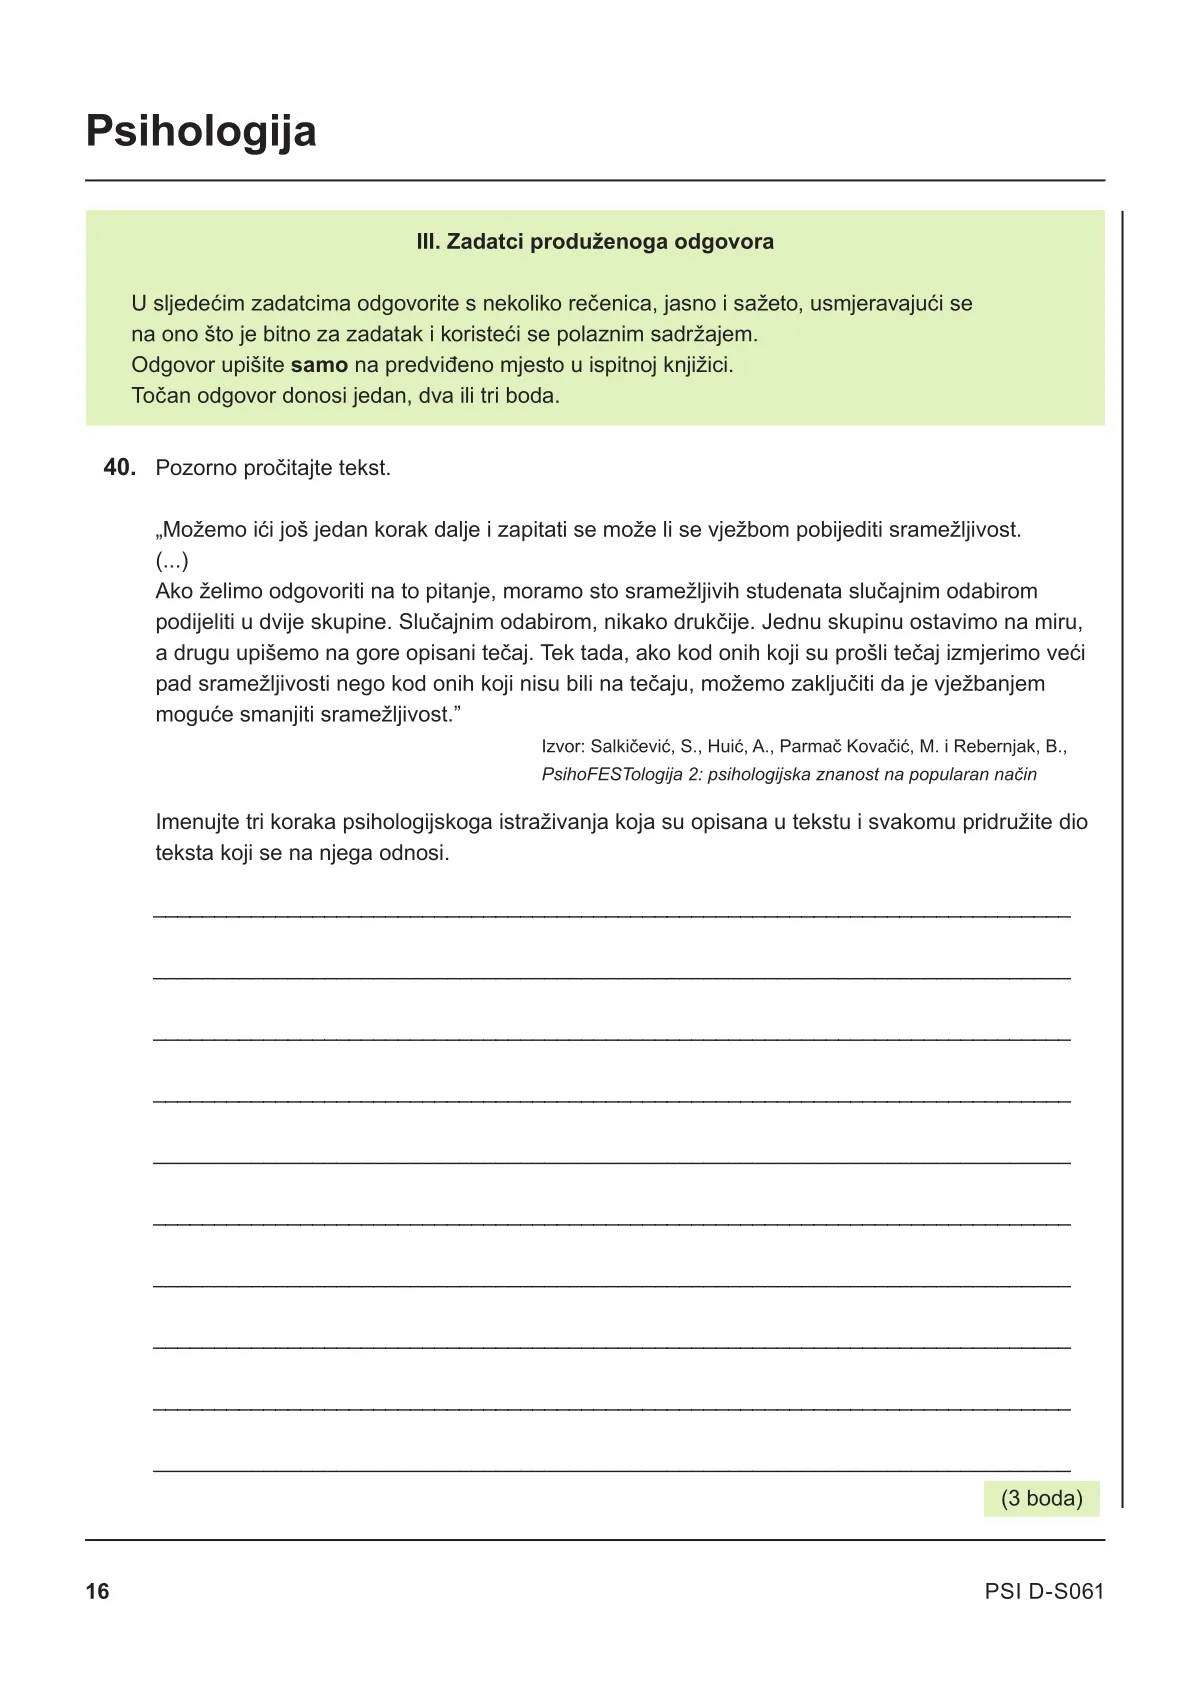 Psihologija
III. Zadatci produženoga odgovora
U sljedećim zadatcima odgovorite s nekoliko rečenica, jasno i sažeto, usmjeravajući se
na ono što je bitno za zadatak i koristeći se polaznim sadržajem.
Odgovor upišite samo na predviđeno mjesto u ispitnoj knjižici.
Točan odgovor donosi jedan, dva ili tri boda.
40. Pozorno pročitajte tekst.
„Možemo ići još jedan korak dalje i zapitati se može li se vježbom pobijediti sramežljivost.
(...)
Ako želimo odgovoriti na to pitanje, moramo sto sramežljivih studenata slučajnim odabirom
podijeliti u dvije skupine. Slučajnim odabirom, nikako drukčije. Jednu skupinu ostavimo na miru,
a drugu upišemo na gore opisani tečaj. Tek tada, ako kod onih koji su prošli tečaj izmjerimo veći
pad sramežljivosti nego kod onih koji nisu bili na tečaju, možemo zaključiti da je vježbanjem
moguće smanjiti sramežljivost.”
Izvor: Salkičević, S., Huić, A., Parmač Kovačić, M. i Rebernjak, B.,
PsihoFESTologija 2: psihologijska znanost na popularan način
Imenujte tri koraka psihologijskoga istraživanja koja su opisana u tekstu i svakomu pridružite dio
teksta koji se na njega odnosi.
(3 boda)
16
PSI D-S061